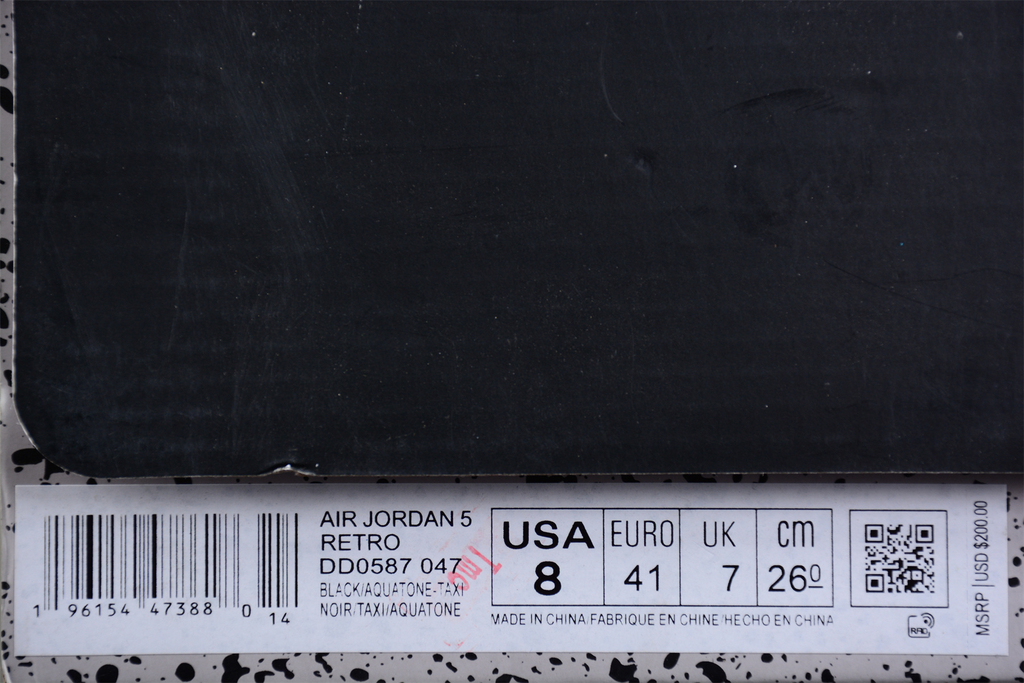 AIR JORDAN 5
RETRO
DD0587 047
BLACK/AQUATONE-TAXI
NOIR/TAXI/AQUATONE
1 96154 47388 0 14
USA EURO UK cm
8 41 7 260
MADE IN CHINA/FABRIQUE EN CHINE/HECHO EN CHINA
MSRP | USD $200.00